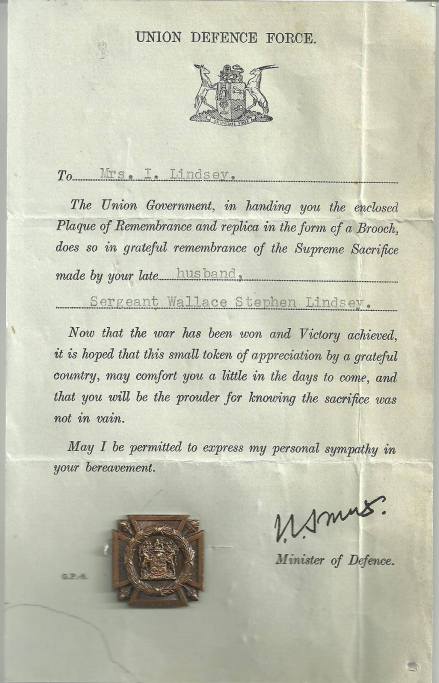 UNION DEFENCE FORCE.
To Mrs. I. Lindsey.
The Union Government, in handing you the enclosed
Plaque of Remembrance and replica in the form of a Brooch,
does so in grateful remembrance of the Supreme Sacrifice
made by your late husband,
Sergeant Wallace Stephen Lindsey.
Now that the war has been won and Victory achieved,
it is hoped that this small token of appreciation by a grateful
country, may comfort you a little in the days to come, and
that you will be the prouder for knowing the sacrifice was
not in vain.
May I be permitted to express my personal sympathy in
your bereavement.
Minister of Defence.